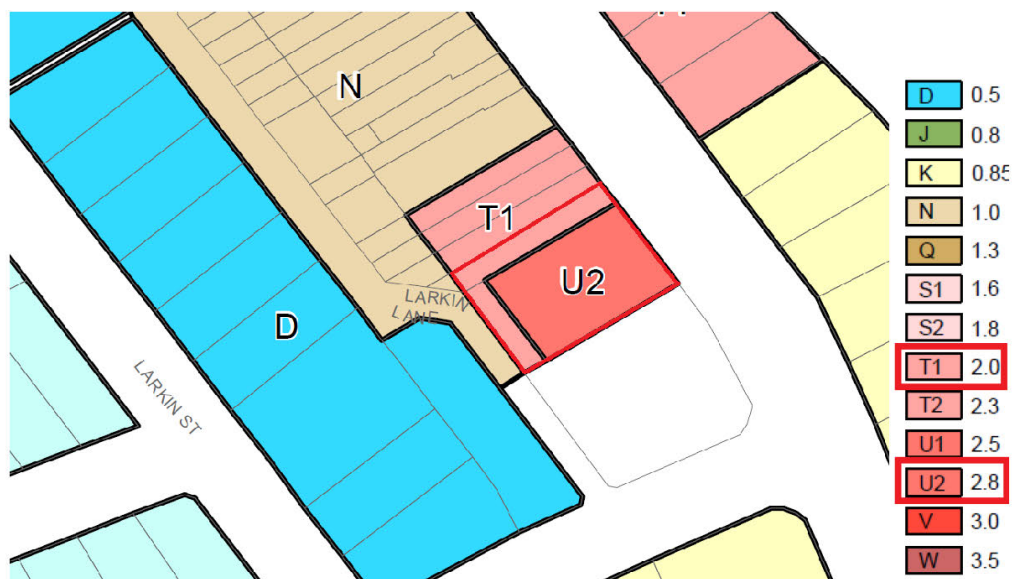 N
T1
U2
LARKIN
LANE
D
LARKIN ST
D 0.5
J 0.8
K 0.85
N 1.0
Q 1.3
S1 1.6
S2 1.8
T1 2.0
T2 2.3
U1 2.5
U2 2.8
V 3.0
W 3.5